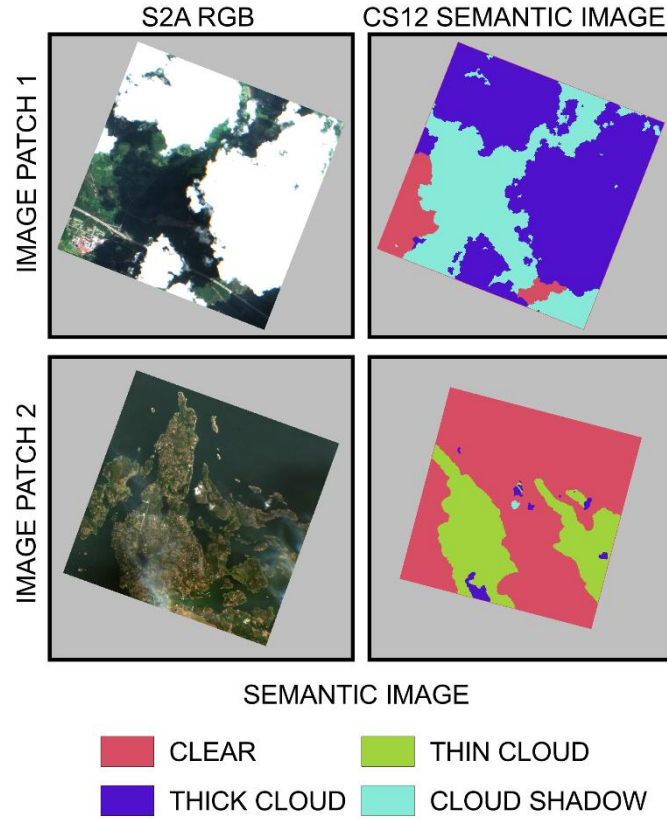 S2A RGB
CS12 SEMANTIC IMAGE
IMAGE PATCH 1
IMAGE PATCH 2
SEMANTIC IMAGE
CLEAR
THIN CLOUD
THICK CLOUD
CLOUD SHADOW